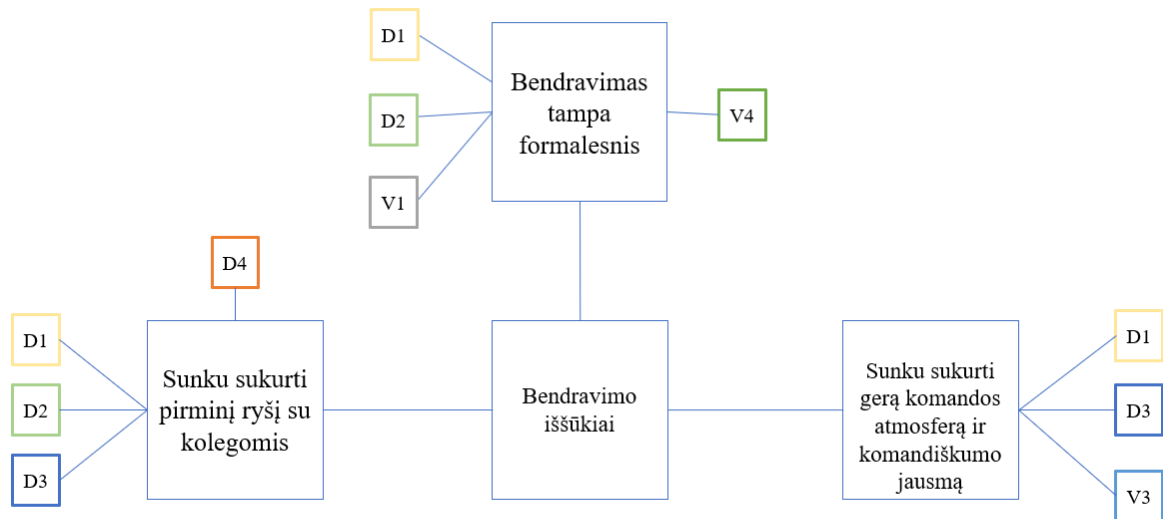 D1
D2
V1
Bendravimas
tampa
formalesnis
V4
D4
D1
D2
D3
Sunku sukurti
pirminį ryšį su
kolegomis
Bendravimo
iššūkiai
Sunku sukurti
gerą komandos
atmosferą ir
komandiškumo
jausmą
D1
D3
V3